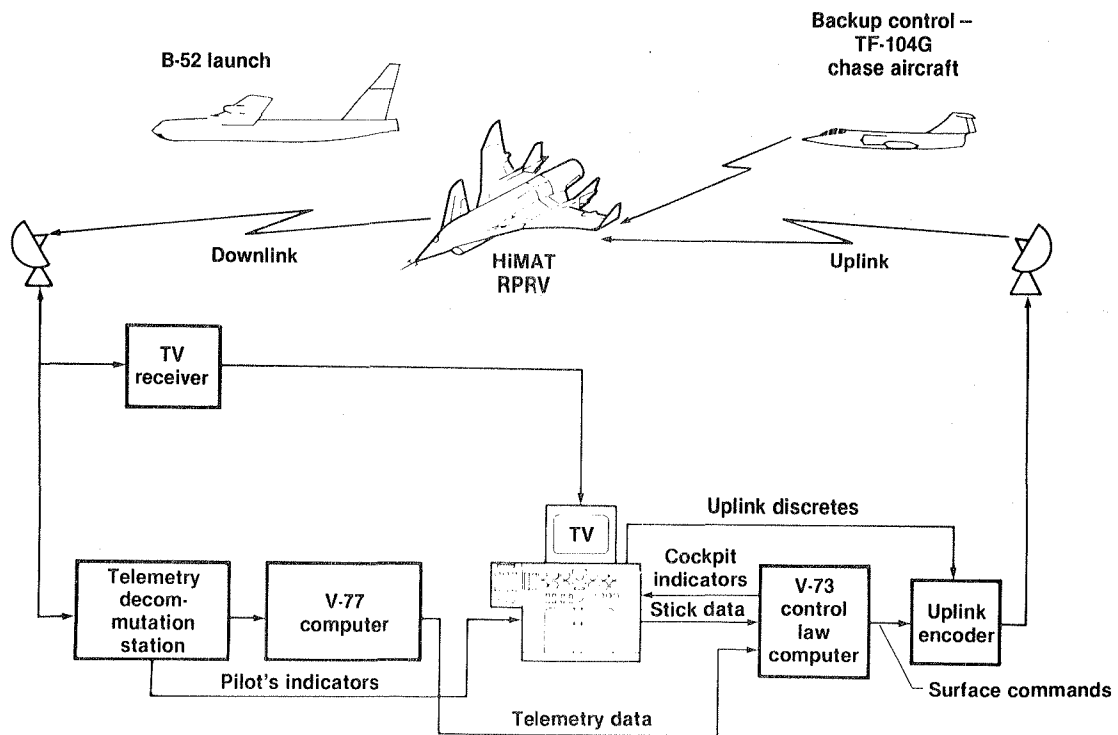 Backup control –
TF-104G
chase aircraft
B-52 launch
Downlink
HiMAT
RPRV
Uplink
TV
receiver
Uplink discretes
TV
Cockpit
indicators
Stick data
Telemetry
decom-
mutation
station
V-77
computer
V-73
control
law
computer
Uplink
encoder
Pilot's indicators
Surface commands
Telemetry data